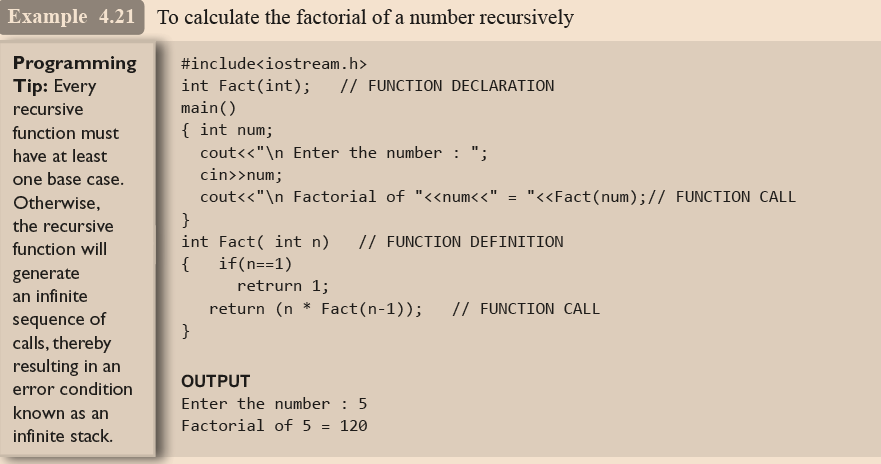 Example 4.21 To calculate the factorial of a number recursively
Programming
Tip: Every
recursive
function must
have at least
one base case.
Otherwise,
the recursive
function will
generate
an infinite
sequence of
calls, thereby
resulting in an
error condition
known as an
infinite stack.
#include<iostream.h>
int Fact(int);   // FUNCTION DECLARATION
main()
{ int num;
  cout<<"\n Enter the number : ";
  cin>>num;
  cout<<"\n Factorial of "<<num<<" = "<<Fact(num);// FUNCTION CALL
}
int Fact( int n)   // FUNCTION DEFINITION
{   if(n==1)
      retrurn 1;
   return (n * Fact(n-1));   // FUNCTION CALL
}
OUTPUT
Enter the number : 5
Factorial of 5 = 120